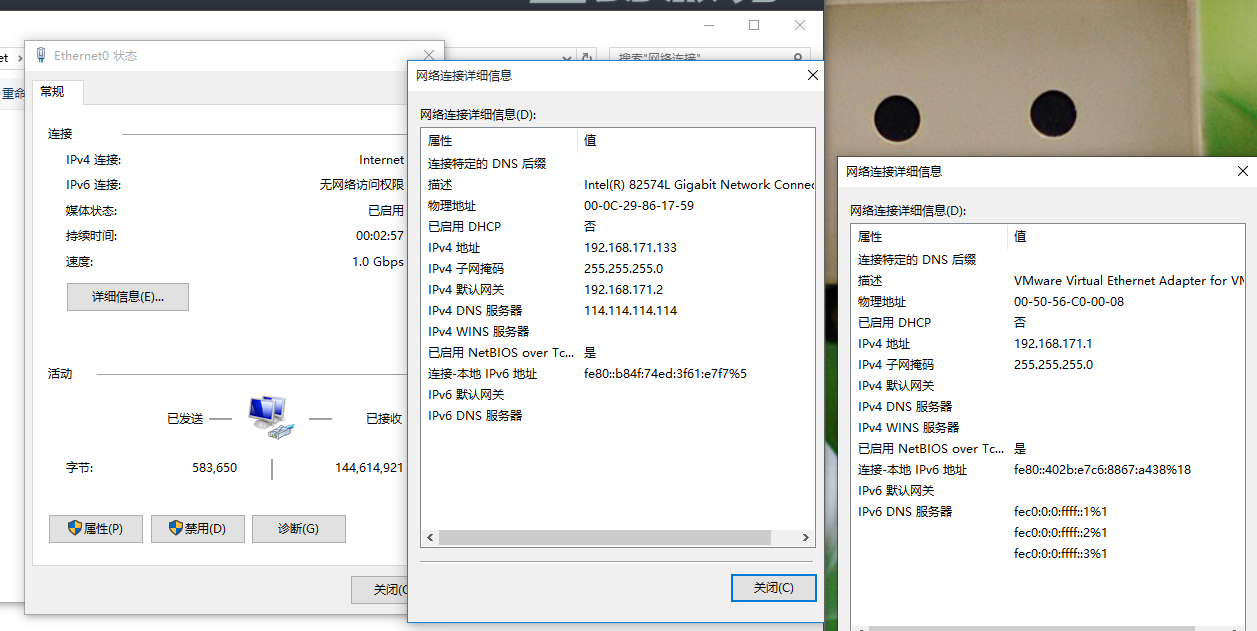 et
搜索"网络连接"
Ethernet0 状态
重命
常规
连接
IPv4 连接: Internet
IPv6 连接: 无网络访问权限
媒体状态: 已启用
持续时间: 00:02:57
速度: 1.0 Gbps
详细信息(E)...
活动
已发送 已接收
字节: 583,650 144,614,921
属性(P) 禁用(D) 诊断(G)
关闭(C
网络连接详细信息
网络连接详细信息(D):
属性 值
连接特定的 DNS 后缀
描述 Intel(R) 82574L Gigabit Network Connec
物理地址 00-0C-29-86-17-59
已启用 DHCP 否
IPv4 地址 192.168.171.133
IPv4 子网掩码 255.255.255.0
IPv4 默认网关 192.168.171.2
IPv4 DNS 服务器 114.114.114.114
IPv4 WINS 服务器
已启用 NetBIOS over Tc... 是
连接-本地 IPv6 地址 fe80::b84f:74ed:3f61:e7f7%5
IPv6 默认网关
IPv6 DNS 服务器
关闭(C)
网络连接详细信息
网络连接详细信息(D):
属性 值
连接特定的 DNS 后缀
描述 VMware Virtual Ethernet Adapter for VM
物理地址 00-50-56-C0-00-08
已启用 DHCP 否
IPv4 地址 192.168.171.1
IPv4 子网掩码 255.255.255.0
IPv4 默认网关
IPv4 DNS 服务器
IPv4 WINS 服务器
已启用 NetBIOS over Tc... 是
连接-本地 IPv6 地址 fe80::402b:e7c6:8867:a438%18
IPv6 默认网关
IPv6 DNS 服务器 fec0:0:0:ffff::1%1
fec0:0:0:ffff::2%1
fec0:0:0:ffff::3%1